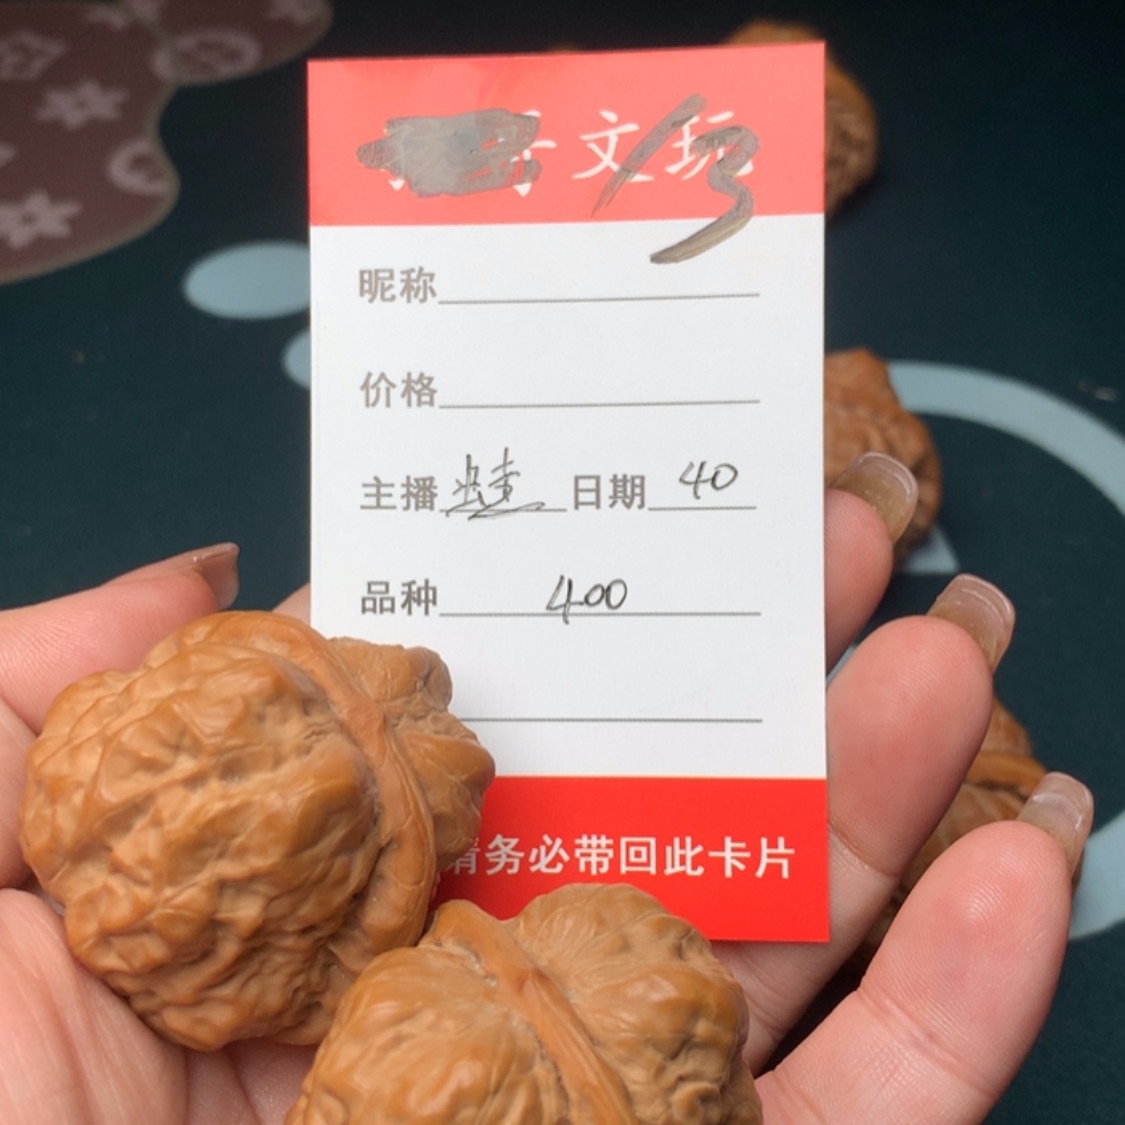 文玩
昵称
价格
主播 日期 40
品种 400
请务必带回此卡片